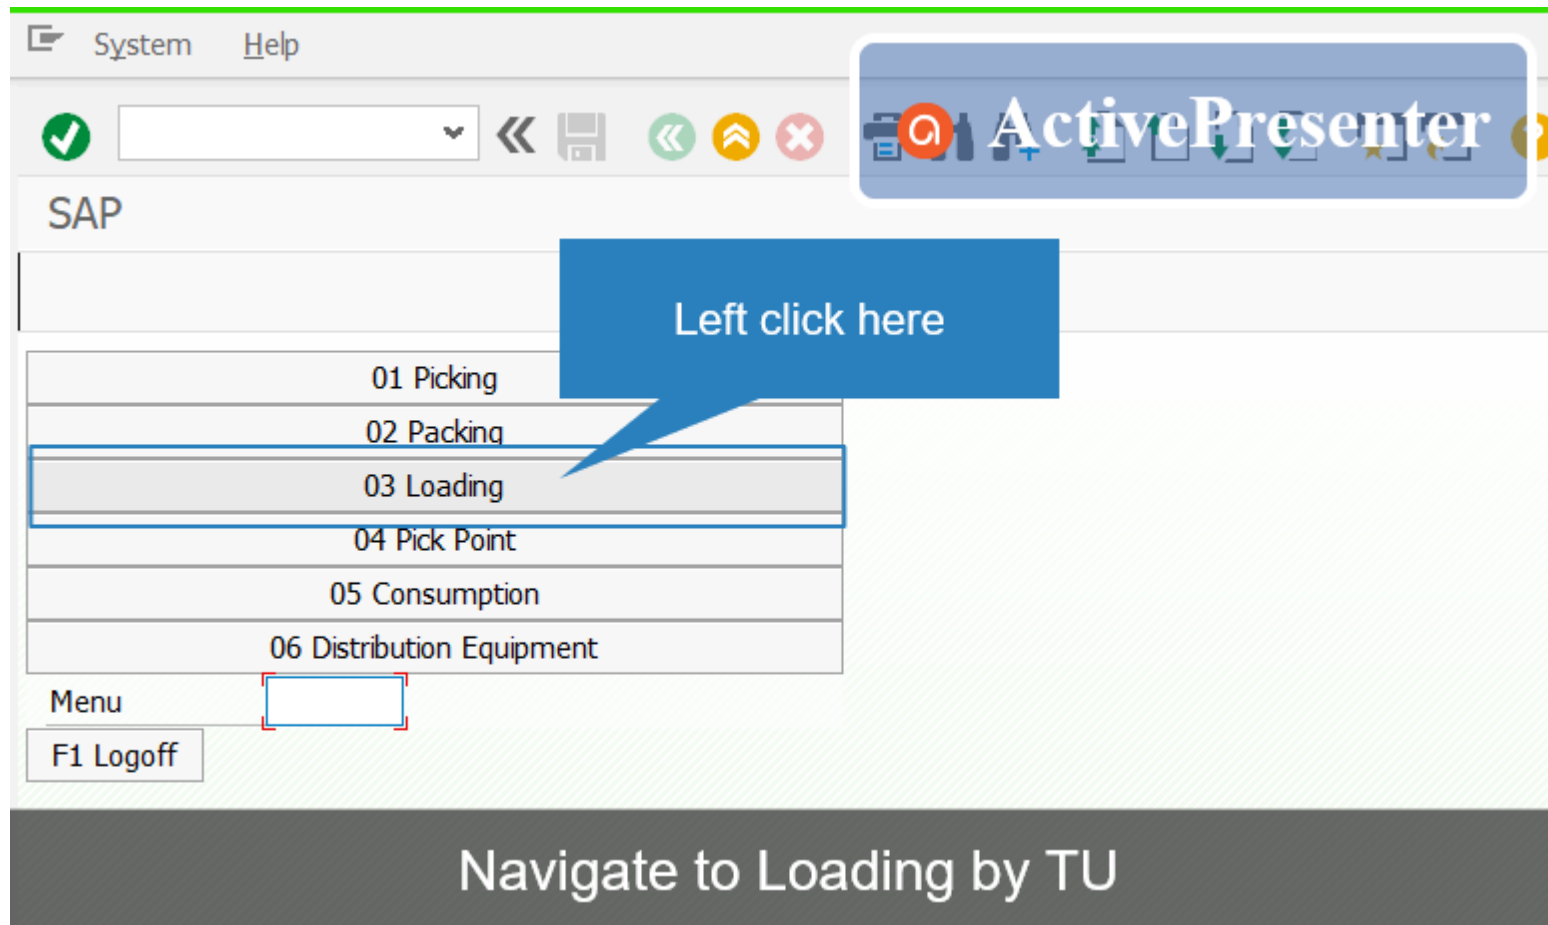 System Help
ActivePresenter
SAP
Left click here
01 Picking
02 Packing
03 Loading
04 Pick Point
05 Consumption
06 Distribution Equipment
Menu
F1 Logoff
Navigate to Loading by TU